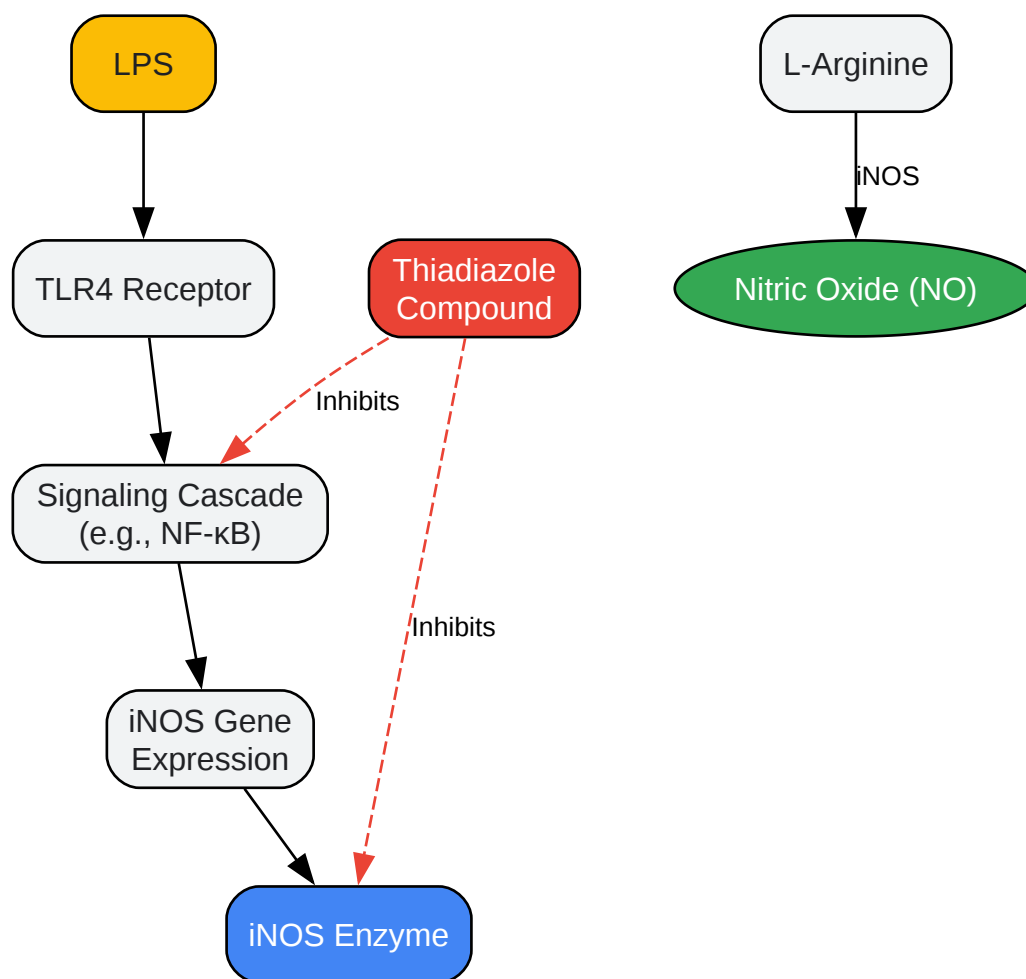 LPS
L-Arginine
iNOS
TLR4 Receptor
Thiadiazole
Compound
Nitric Oxide (NO)
Inhibits
Signaling Cascade
(e.g., NF-κB)
Inhibits
iNOS Gene
Expression
iNOS Enzyme